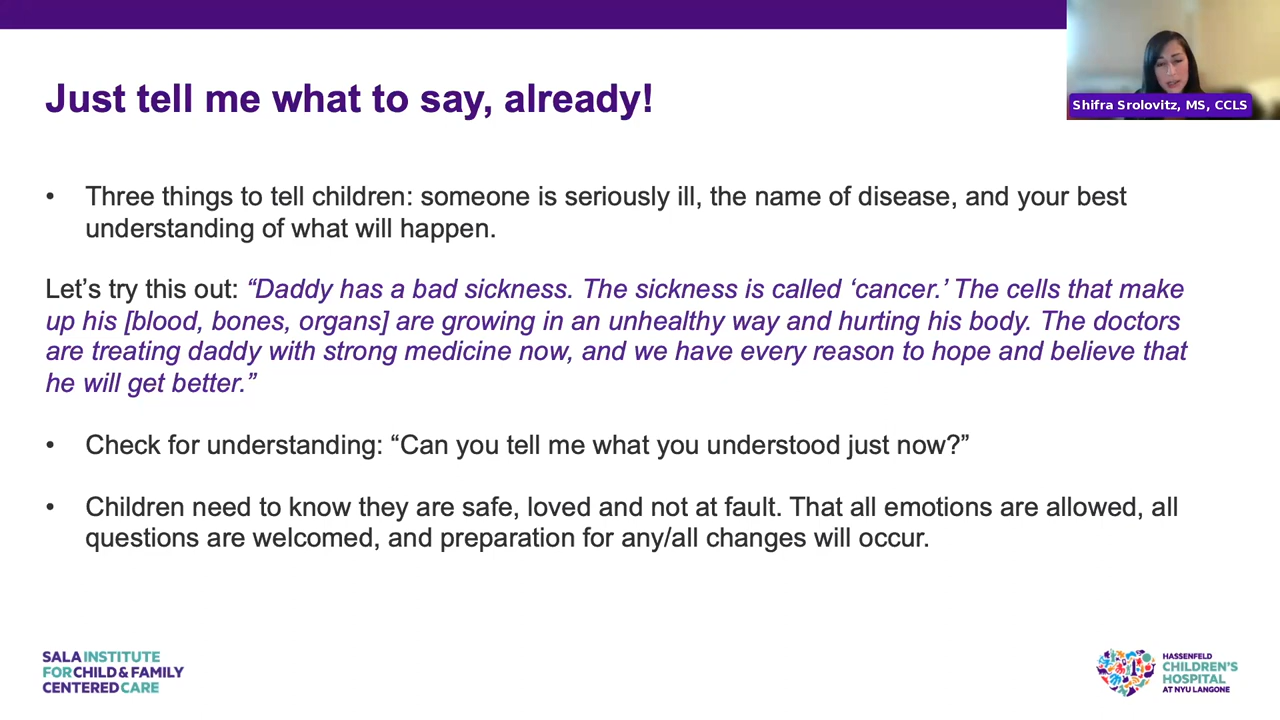 Shifra Srolovitz, MS, CCLS
Just tell me what to say, already!
• Three things to tell children: someone is seriously ill, the name of disease, and your best
understanding of what will happen.
Let’s try this out: “Daddy has a bad sickness. The sickness is called ‘cancer.’ The cells that make
up his [blood, bones, organs] are growing in an unhealthy way and hurting his body. The doctors
are treating daddy with strong medicine now, and we have every reason to hope and believe that
he will get better.”
• Check for understanding: “Can you tell me what you understood just now?”
• Children need to know they are safe, loved and not at fault. That all emotions are allowed, all
questions are welcomed, and preparation for any/all changes will occur.
SALA INSTITUTE
FOR CHILD & FAMILY
CENTERED CARE
HASSENFELD
CHILDREN'S
HOSPITAL
AT NYU LANGONE